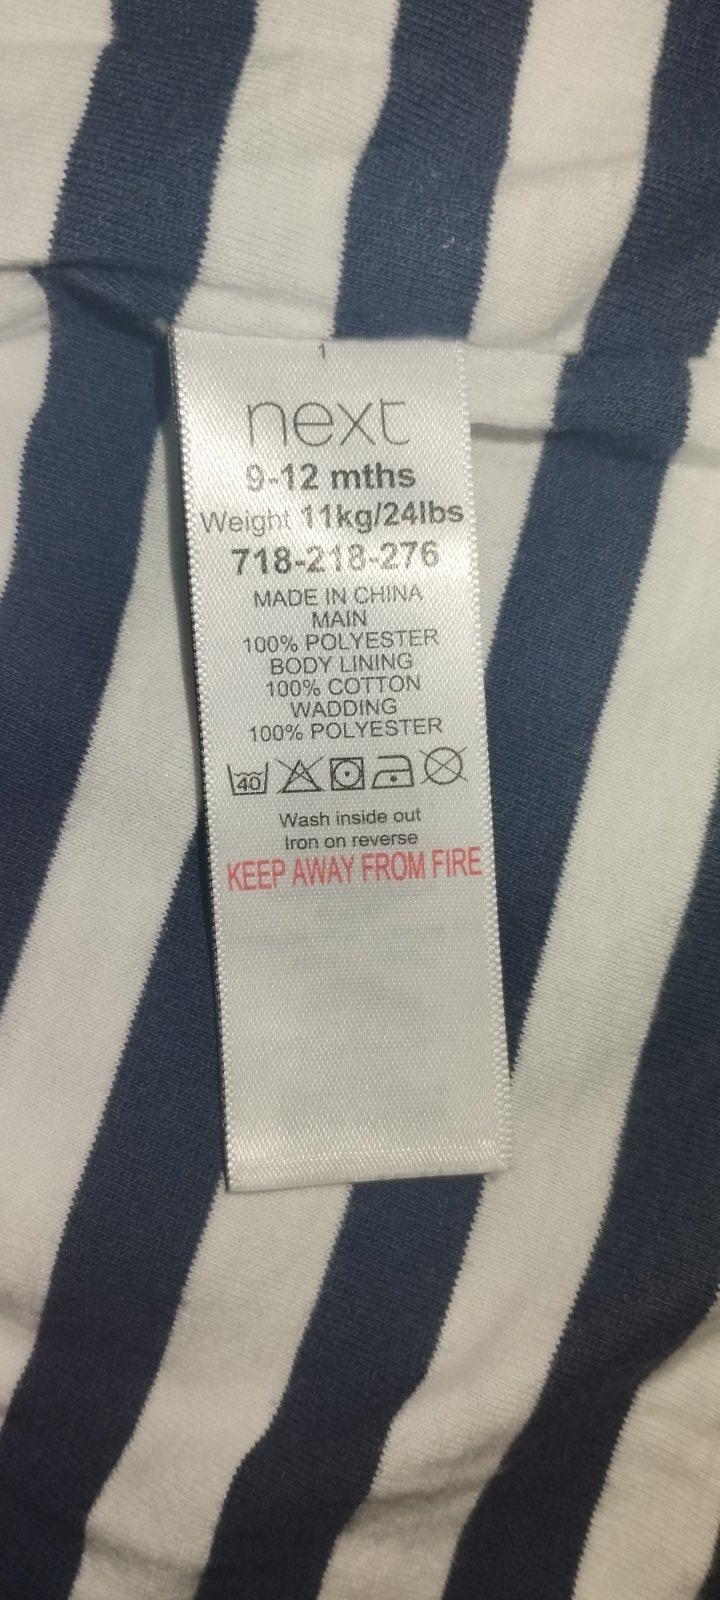 1
next
9-12 mths
Weight 11kg/24lbs
718-218-276
MADE IN CHINA
MAIN
100% POLYESTER
BODY LINING
100% COTTON
WADDING
100% POLYESTER
40
Wash inside out
Iron on reverse
KEEP AWAY FROM FIRE